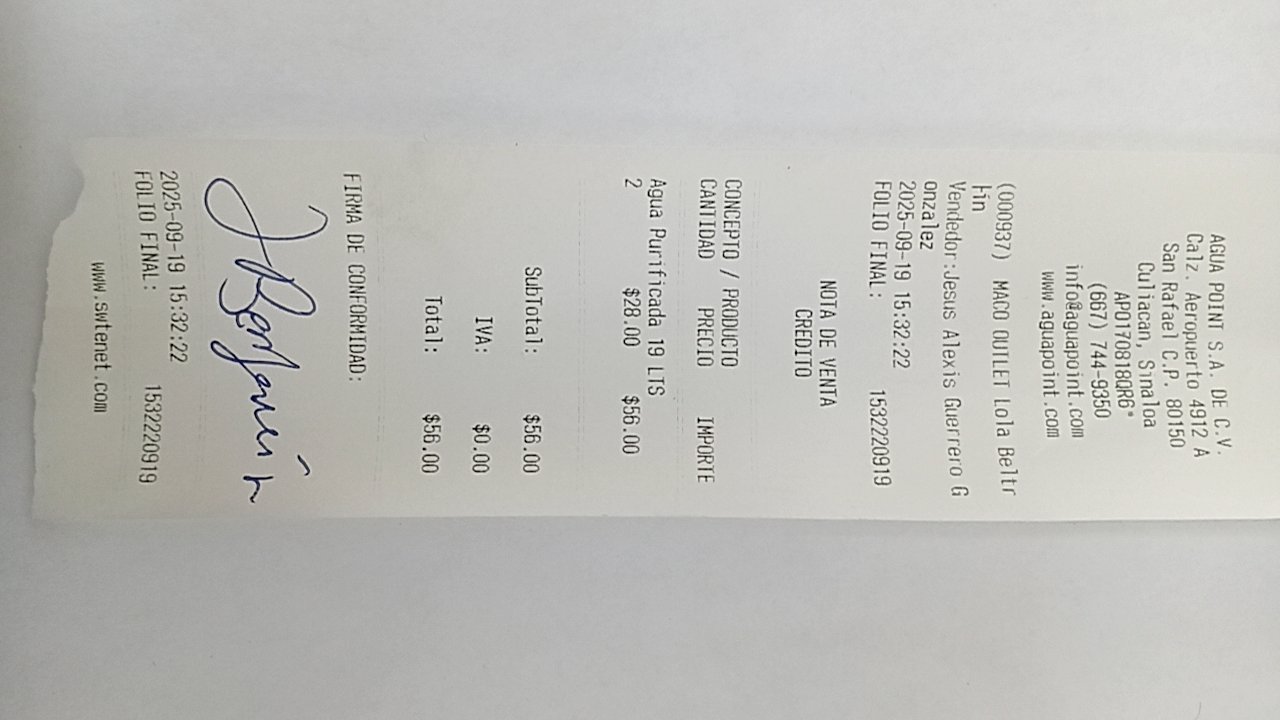 AGUA POINT S.A. DE C.V.
Calz. Aeropuerto 4912 A
San Rafael C.P. 80150
Culiacan, Sinaloa
APO170818QR6*
(667) 744-9350
info@aguapoint.com
www.aguapoint.com
(000937) MACO OUTLET Lola Beltr
Fín
Vendedor:Jesus Alexis Guerrero G
onzalez
2025-09-19 15:32:22
FOLIO FINAL: 1532220919
NOTA DE VENTA
CREDITO
CONCEPTO / PRODUCTO
CANTIDAD PRECIO IMPORTE
Agua Purificada 19 LTS
2 $28.00 $56.00
SubTotal: $56.00
IVA: $0.00
Total: $56.00
FIRMA DE CONFORMIDAD:
2025-09-19 15:32:22
FOLIO FINAL: 1532220919
www.swtenet.com